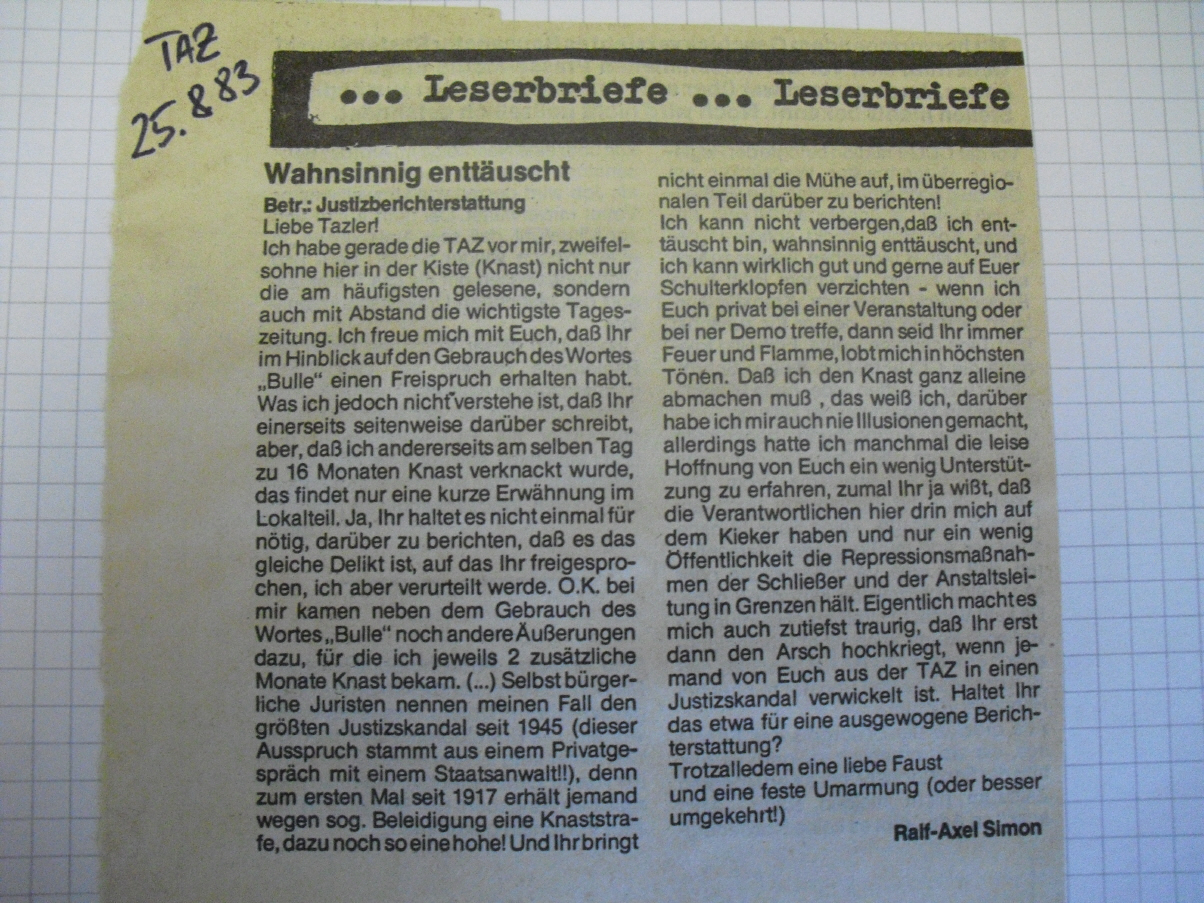 TAZ
25.8 83
... Leserbriefe ... Leserbriefe
Wahnsinnig enttäuscht
Betr.: Justizberichterstattung
Liebe Tazler!
Ich habe gerade die TAZ vor mir, zweifel-
sohne hier in der Kiste (Knast) nicht nur
die am häufigsten gelesene, sondern
auch mit Abstand die wichtigste Tages-
zeitung. Ich freue mich mit Euch, daß Ihr
im Hinblick auf den Gebrauch des Wortes
„Bulle“ einen Freispruch erhalten habt.
Was ich jedoch nicht verstehe ist, daß Ihr
einerseits seitenweise darüber schreibt,
aber, daß ich andererseits am selben Tag
zu 16 Monaten Knast verknackt wurde,
das findet nur eine kurze Erwähnung im
Lokalteil. Ja, Ihr haltet es nicht einmal für
nötig, darüber zu berichten, daß es das
gleiche Delikt ist, auf das Ihr freigespro-
chen, ich aber verurteilt werde. O.K. bei
mir kamen neben dem Gebrauch des
Wortes „Bulle“ noch andere Äußerungen
dazu, für die ich jeweils 2 zusätzliche
Monate Knast bekam. (...) Selbst bürger-
liche Juristen nennen meinen Fall den
größten Justizskandal seit 1945 (dieser
Ausspruch stammt aus einem Privatge-
spräch mit einem Staatsanwalt!!), denn
zum ersten Mal seit 1917 erhält jemand
wegen sog. Beleidigung eine Knaststra-
fe, dazu noch so eine hohe! Und Ihr bringt
nicht einmal die Mühe auf, im überregio-
nalen Teil darüber zu berichten!
Ich kann nicht verbergen,daß ich ent-
täuscht bin, wahnsinnig enttäuscht, und
ich kann wirklich gut und gerne auf Euer
Schulterklopfen verzichten - wenn ich
Euch privat bei einer Veranstaltung oder
bei ner Demo treffe, dann seid Ihr immer
Feuer und Flamme, lobt mich in höchsten
Tönen. Daß ich den Knast ganz alleine
abmachen muß , das weiß ich, darüber
habe ich mir auch nie Illusionen gemacht,
allerdings hatte ich manchmal die leise
Hoffnung von Euch ein wenig Unterstüt-
zung zu erfahren, zumal Ihr ja wißt, daß
die Verantwortlichen hier drin mich auf
dem Kieker haben und nur ein wenig
Öffentlichkeit die Repressionsmaßnah-
men der Schließer und der Anstaltslei-
tung in Grenzen hält. Eigentlich macht es
mich auch zutiefst traurig, daß Ihr erst
dann den Arsch hochkriegt, wenn je-
mand von Euch aus der TAZ in einen
Justizskandal verwickelt ist. Haltet Ihr
das etwa für eine ausgewogene Berich-
terstattung?
Trotzalledem eine liebe Faust
und eine feste Umarmung (oder besser
umgekehrt!)
Ralf-Axel Simon